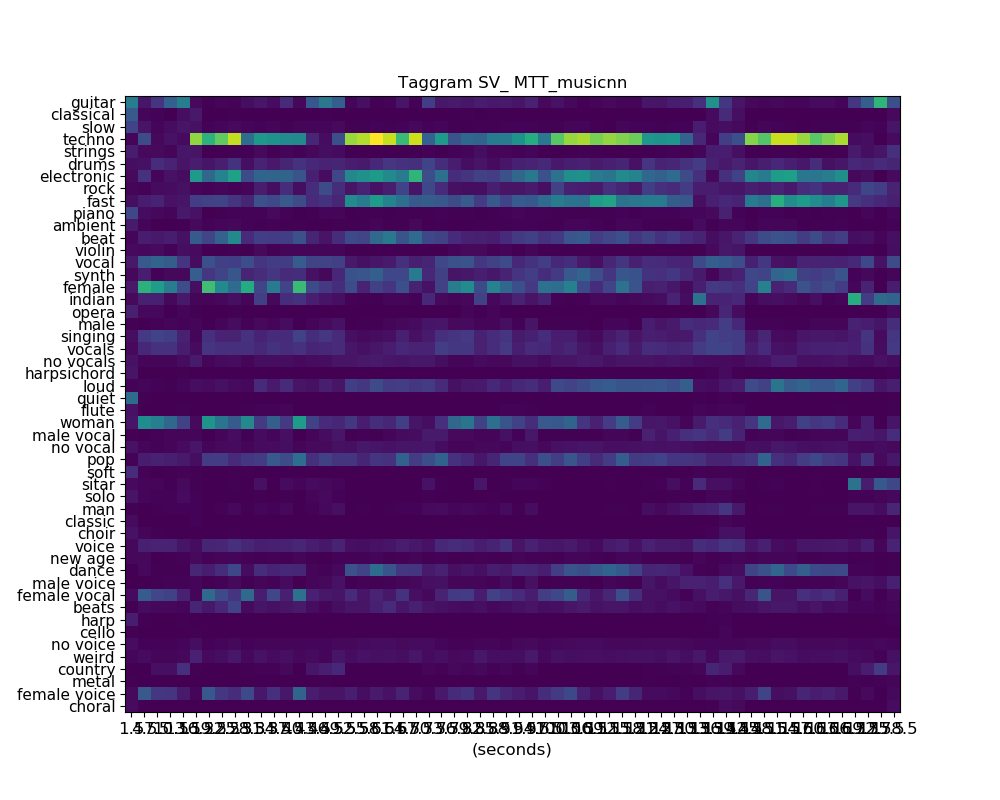 Taggram SV_ MTT_musicnn
guitar
classical
slow
techno
strings
drums
electronic
rock
fast
piano
ambient
beat
violin
vocal
synth
female
indian
opera
male
singing
vocals
no vocals
harpsichord
loud
quiet
flute
woman
male vocal
no vocal
pop
soft
sitar
solo
man
classic
choir
voice
new age
dance
male voice
female vocal
beats
harp
cello
no voice
weird
country
metal
female voice
choral
(seconds)